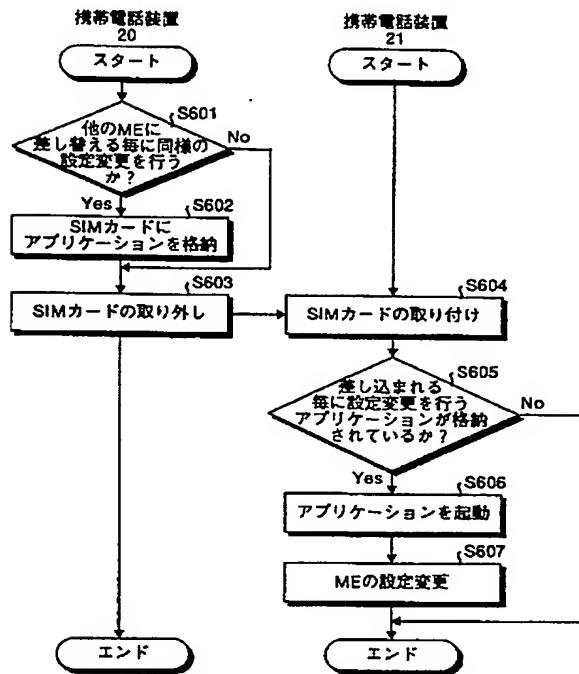 携帯電話装置
20
スタート
S601
他のMEに
差し替える毎に同様の
設定変更を行う
か？
No
Yes
S602
SIMカードに
アプリケーションを格納
S603
SIMカードの取り外し
エンド
携帯電話装置
21
スタート
S604
SIMカードの取り付け
S605
差し込まれる
毎に設定変更を行う
アプリケーションが格納
されているか？
No
Yes
S606
アプリケーションを起動
S607
MEの設定変更
エンド